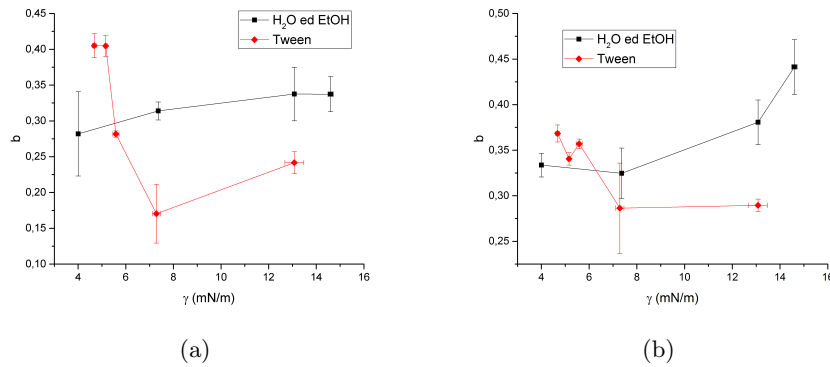 0,45
0,40
0,35
0,30
0,25
0,20
0,15
0,10
b
H₂O ed EtOH
Tween
4 6 8 10 12 14 16
γ (mN/m)
(a)
0,50
0,45
0,40
0,35
0,30
0,25
b
H₂O ed EtOH
Tween
4 6 8 10 12 14 16
γ (mN/m)
(b)